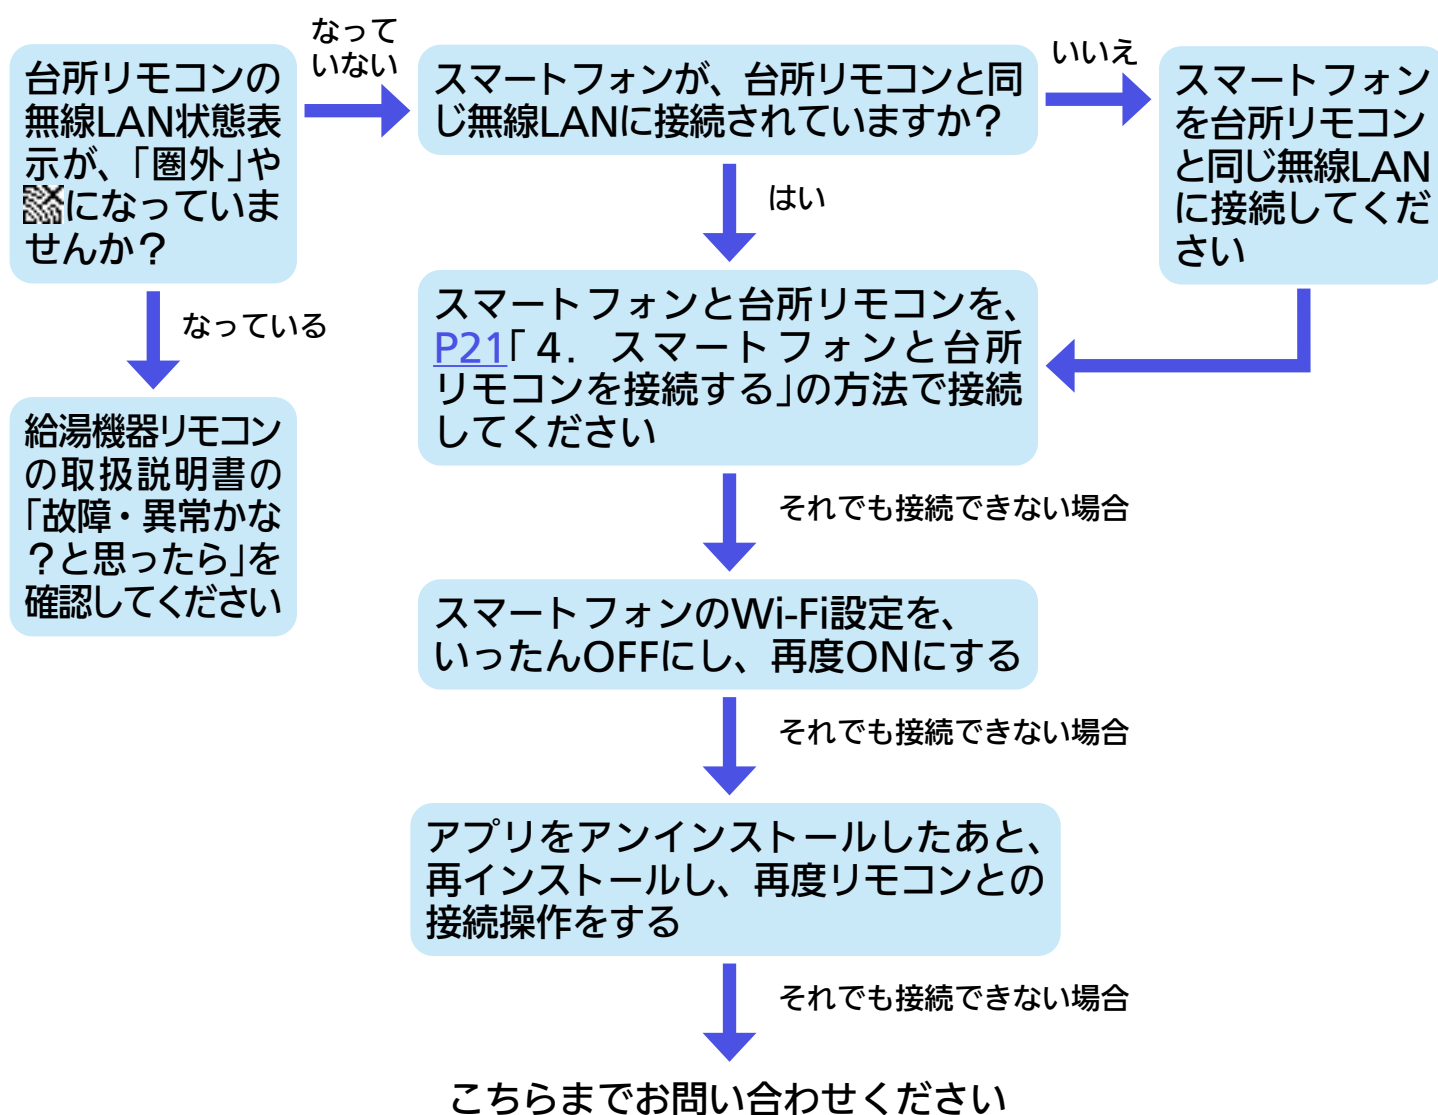 台所リモコンの
無線LAN状態表
示が、「圏外」や
になっていま
せんか？
なって
いない
スマートフォンが、台所リモコンと同
じ無線LANに接続されていますか？
いいえ
スマートフォン
を台所リモコン
と同じ無線LAN
に接続してくだ
さい
はい
なっている
給湯機器リモコン
の取扱説明書の
「故障・異常かな
？と思ったら」を
確認してください
スマートフォンと台所リモコンを、
P21「４．スマートフォンと台所
リモコンを接続する」の方法で接続
してください
それでも接続できない場合
スマートフォンのWi-Fi設定を、
いったんOFFにし、再度ONにする
それでも接続できない場合
アプリをアンインストールしたあと、
再インストールし、再度リモコンとの
接続操作をする
それでも接続できない場合
こちらまでお問い合わせください